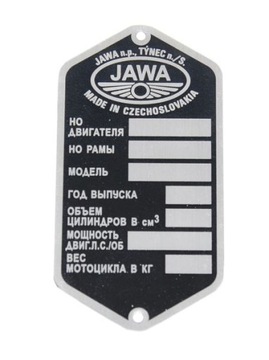 JAWA n.p., TÝNEC n./S.
JAWA
MADE IN CZECHOSLOVAKIA
НО
ДВИГАТЕЛЯ
НО РАМЫ
МОДЕЛЬ
ГОД ВЫПУСКА
ОБЪЕМ
ЦИЛИНДРОВ В см³
МОЩНОСТЬ
ДВИГ.Л.С./ОБ
ВЕС
МОТОЦИКЛА В КГ